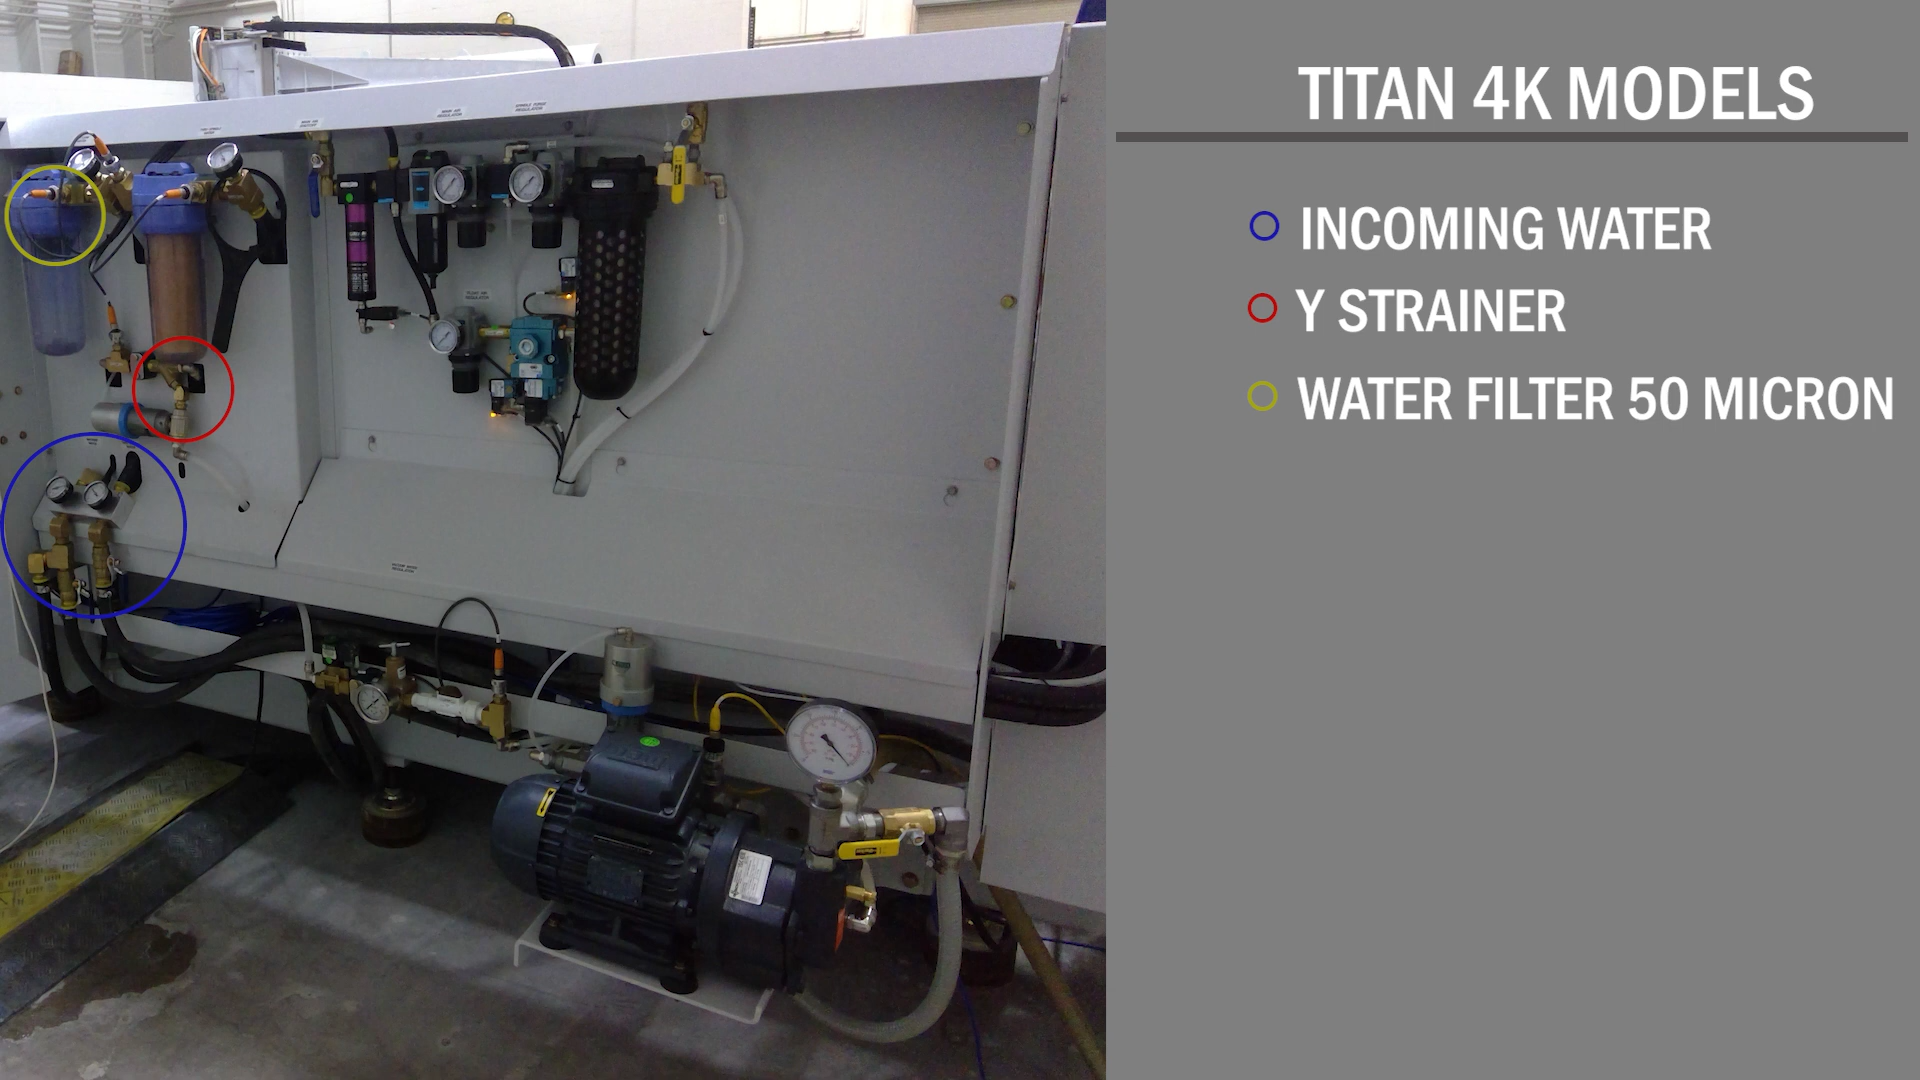 TITAN 4K MODELS
INCOMING WATER
Y STRAINER
WATER FILTER 50 MICRON